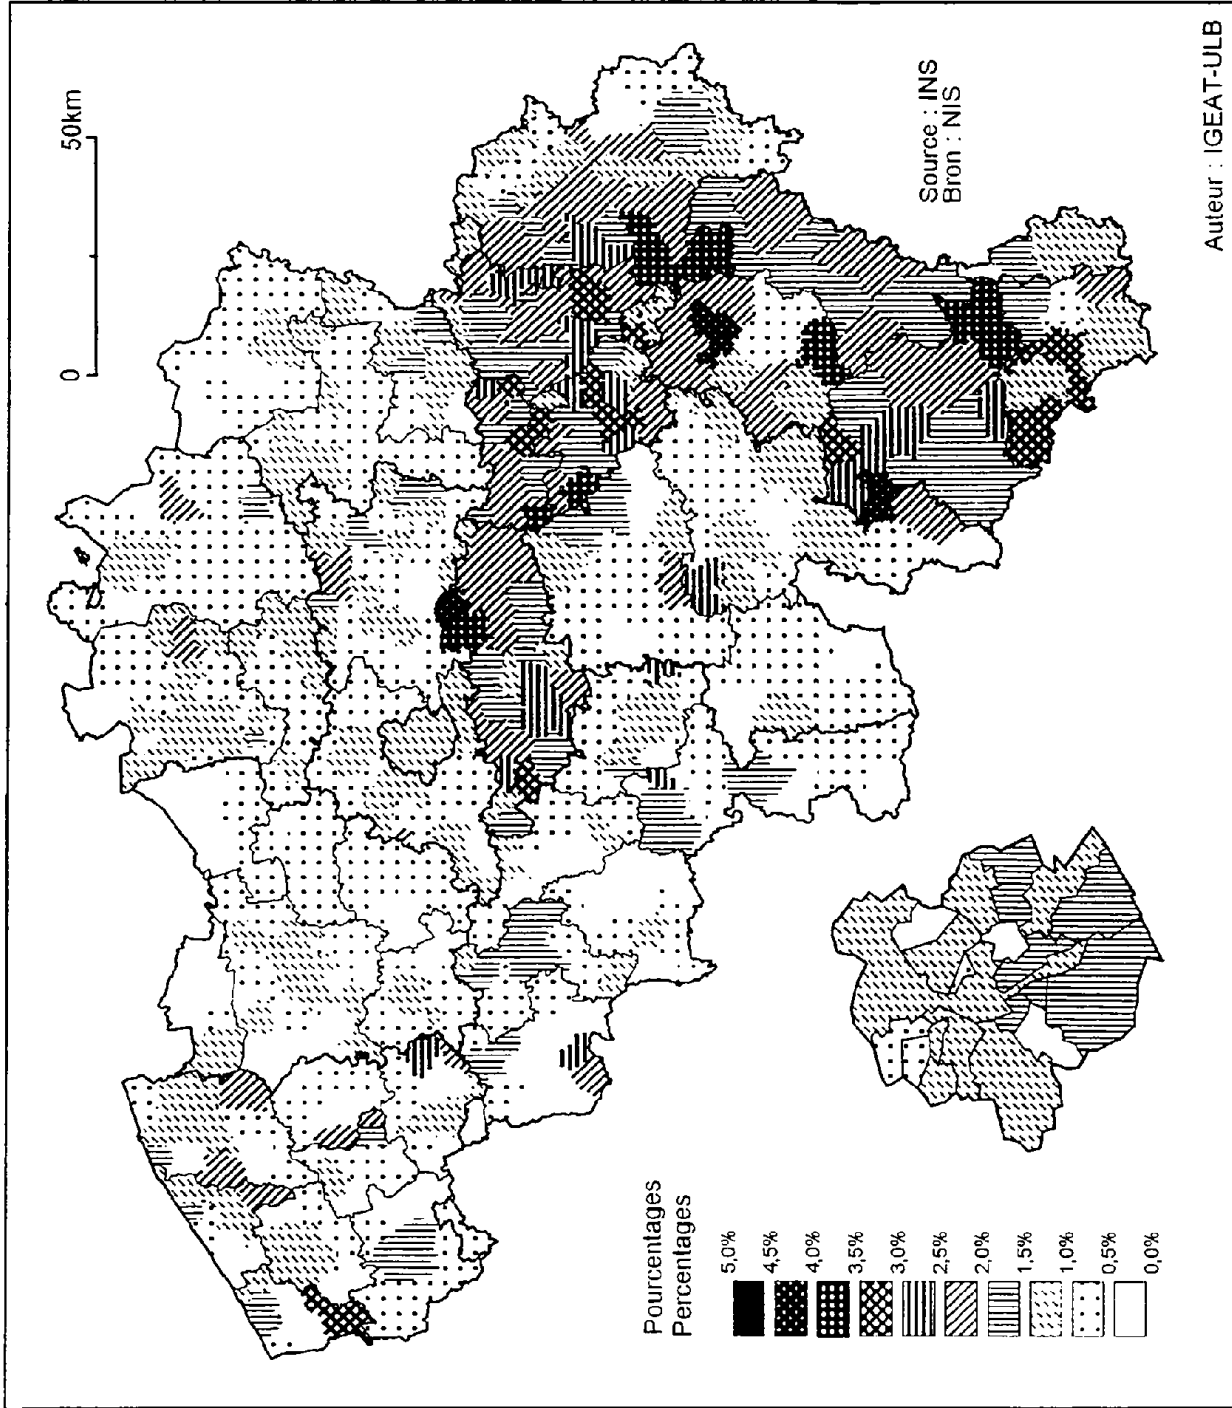 0 50km
Source : INS
Bron : NIS
Auteur : IGEAT-ULB
Pourcentages
Percentages
5,0%
4,5%
4,0%
3,5%
3,0%
2,5%
2,0%
1,5%
1,0%
0,5%
0,0%